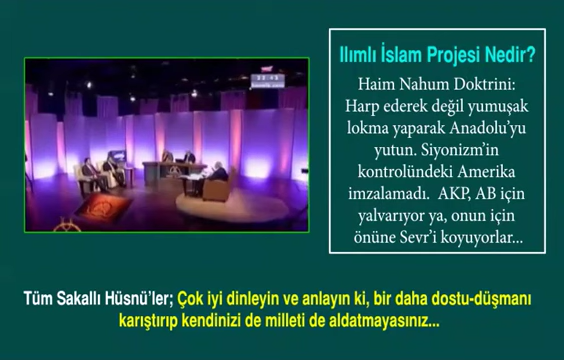 Ilımlı İslam Projesi Nedir?
Haim Nahum Doktrini:
Harp ederek değil yumuşak
lokma yaparak Anadolu'yu
yutun. Siyonizm'in
kontrolündeki Amerika
imzalamadı. AKP, AB için
yalvarıyor ya, onun için
önüne Sevr'i koyuyorlar...
Tüm Sakallı Hüsnü'ler; Çok iyi dinleyin ve anlayın ki, bir daha dostu-düşmanı
karıştırıp kendinizi de milleti de aldatmayasınız...